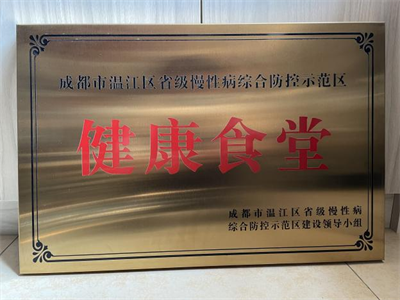 成都市温江区省级慢性病综合防控示范区
健康食堂
成都市温江区省级慢性病
综合防控示范区建设领导小组